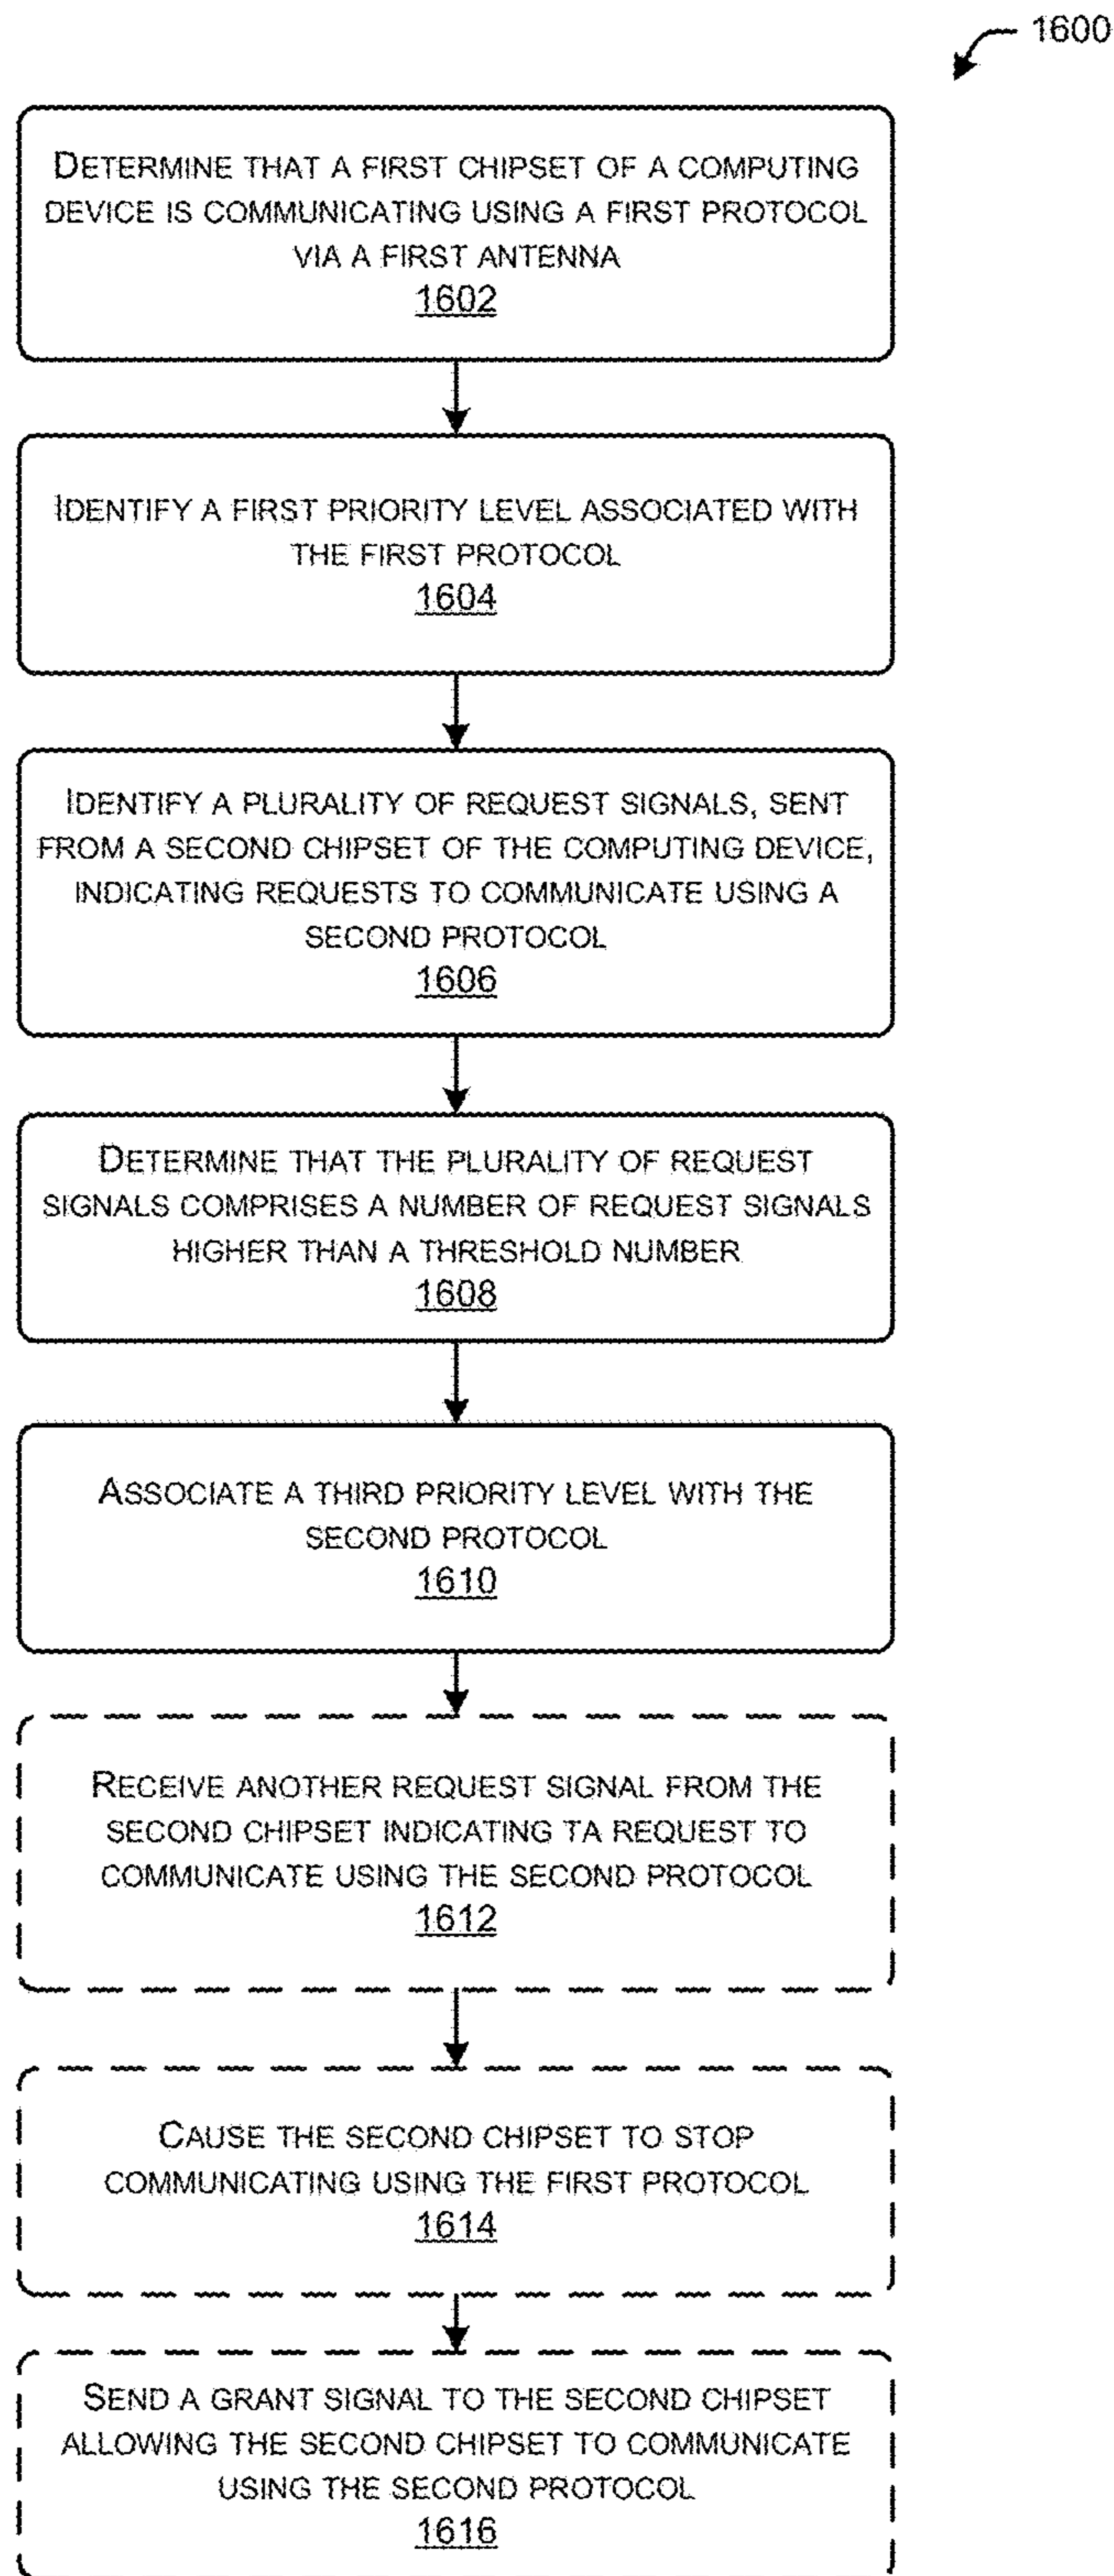 1600
DETERMINE THAT A FIRST CHIPSET OF A COMPUTING
DEVICE IS COMMUNICATING USING A FIRST PROTOCOL
VIA A FIRST ANTENNA
1602
IDENTIFY A FIRST PRIORITY LEVEL ASSOCIATED WITH
THE FIRST PROTOCOL
1604
IDENTIFY A PLURALITY OF REQUEST SIGNALS, SENT
FROM A SECOND CHIPSET OF THE COMPUTING DEVICE,
INDICATING REQUESTS TO COMMUNICATE USING A
SECOND PROTOCOL
1606
DETERMINE THAT THE PLURALITY OF REQUEST
SIGNALS COMPRISES A NUMBER OF REQUEST SIGNALS
HIGHER THAN A THRESHOLD NUMBER
1608
ASSOCIATE A THIRD PRIORITY LEVEL WITH THE
SECOND PROTOCOL
1610
RECEIVE ANOTHER REQUEST SIGNAL FROM THE
SECOND CHIPSET INDICATING TA REQUEST TO
COMMUNICATE USING THE SECOND PROTOCOL
1612
CAUSE THE SECOND CHIPSET TO STOP
COMMUNICATING USING THE FIRST PROTOCOL
1614
SEND A GRANT SIGNAL TO THE SECOND CHIPSET
ALLOWING THE SECOND CHIPSET TO COMMUNICATE
USING THE SECOND PROTOCOL
1616